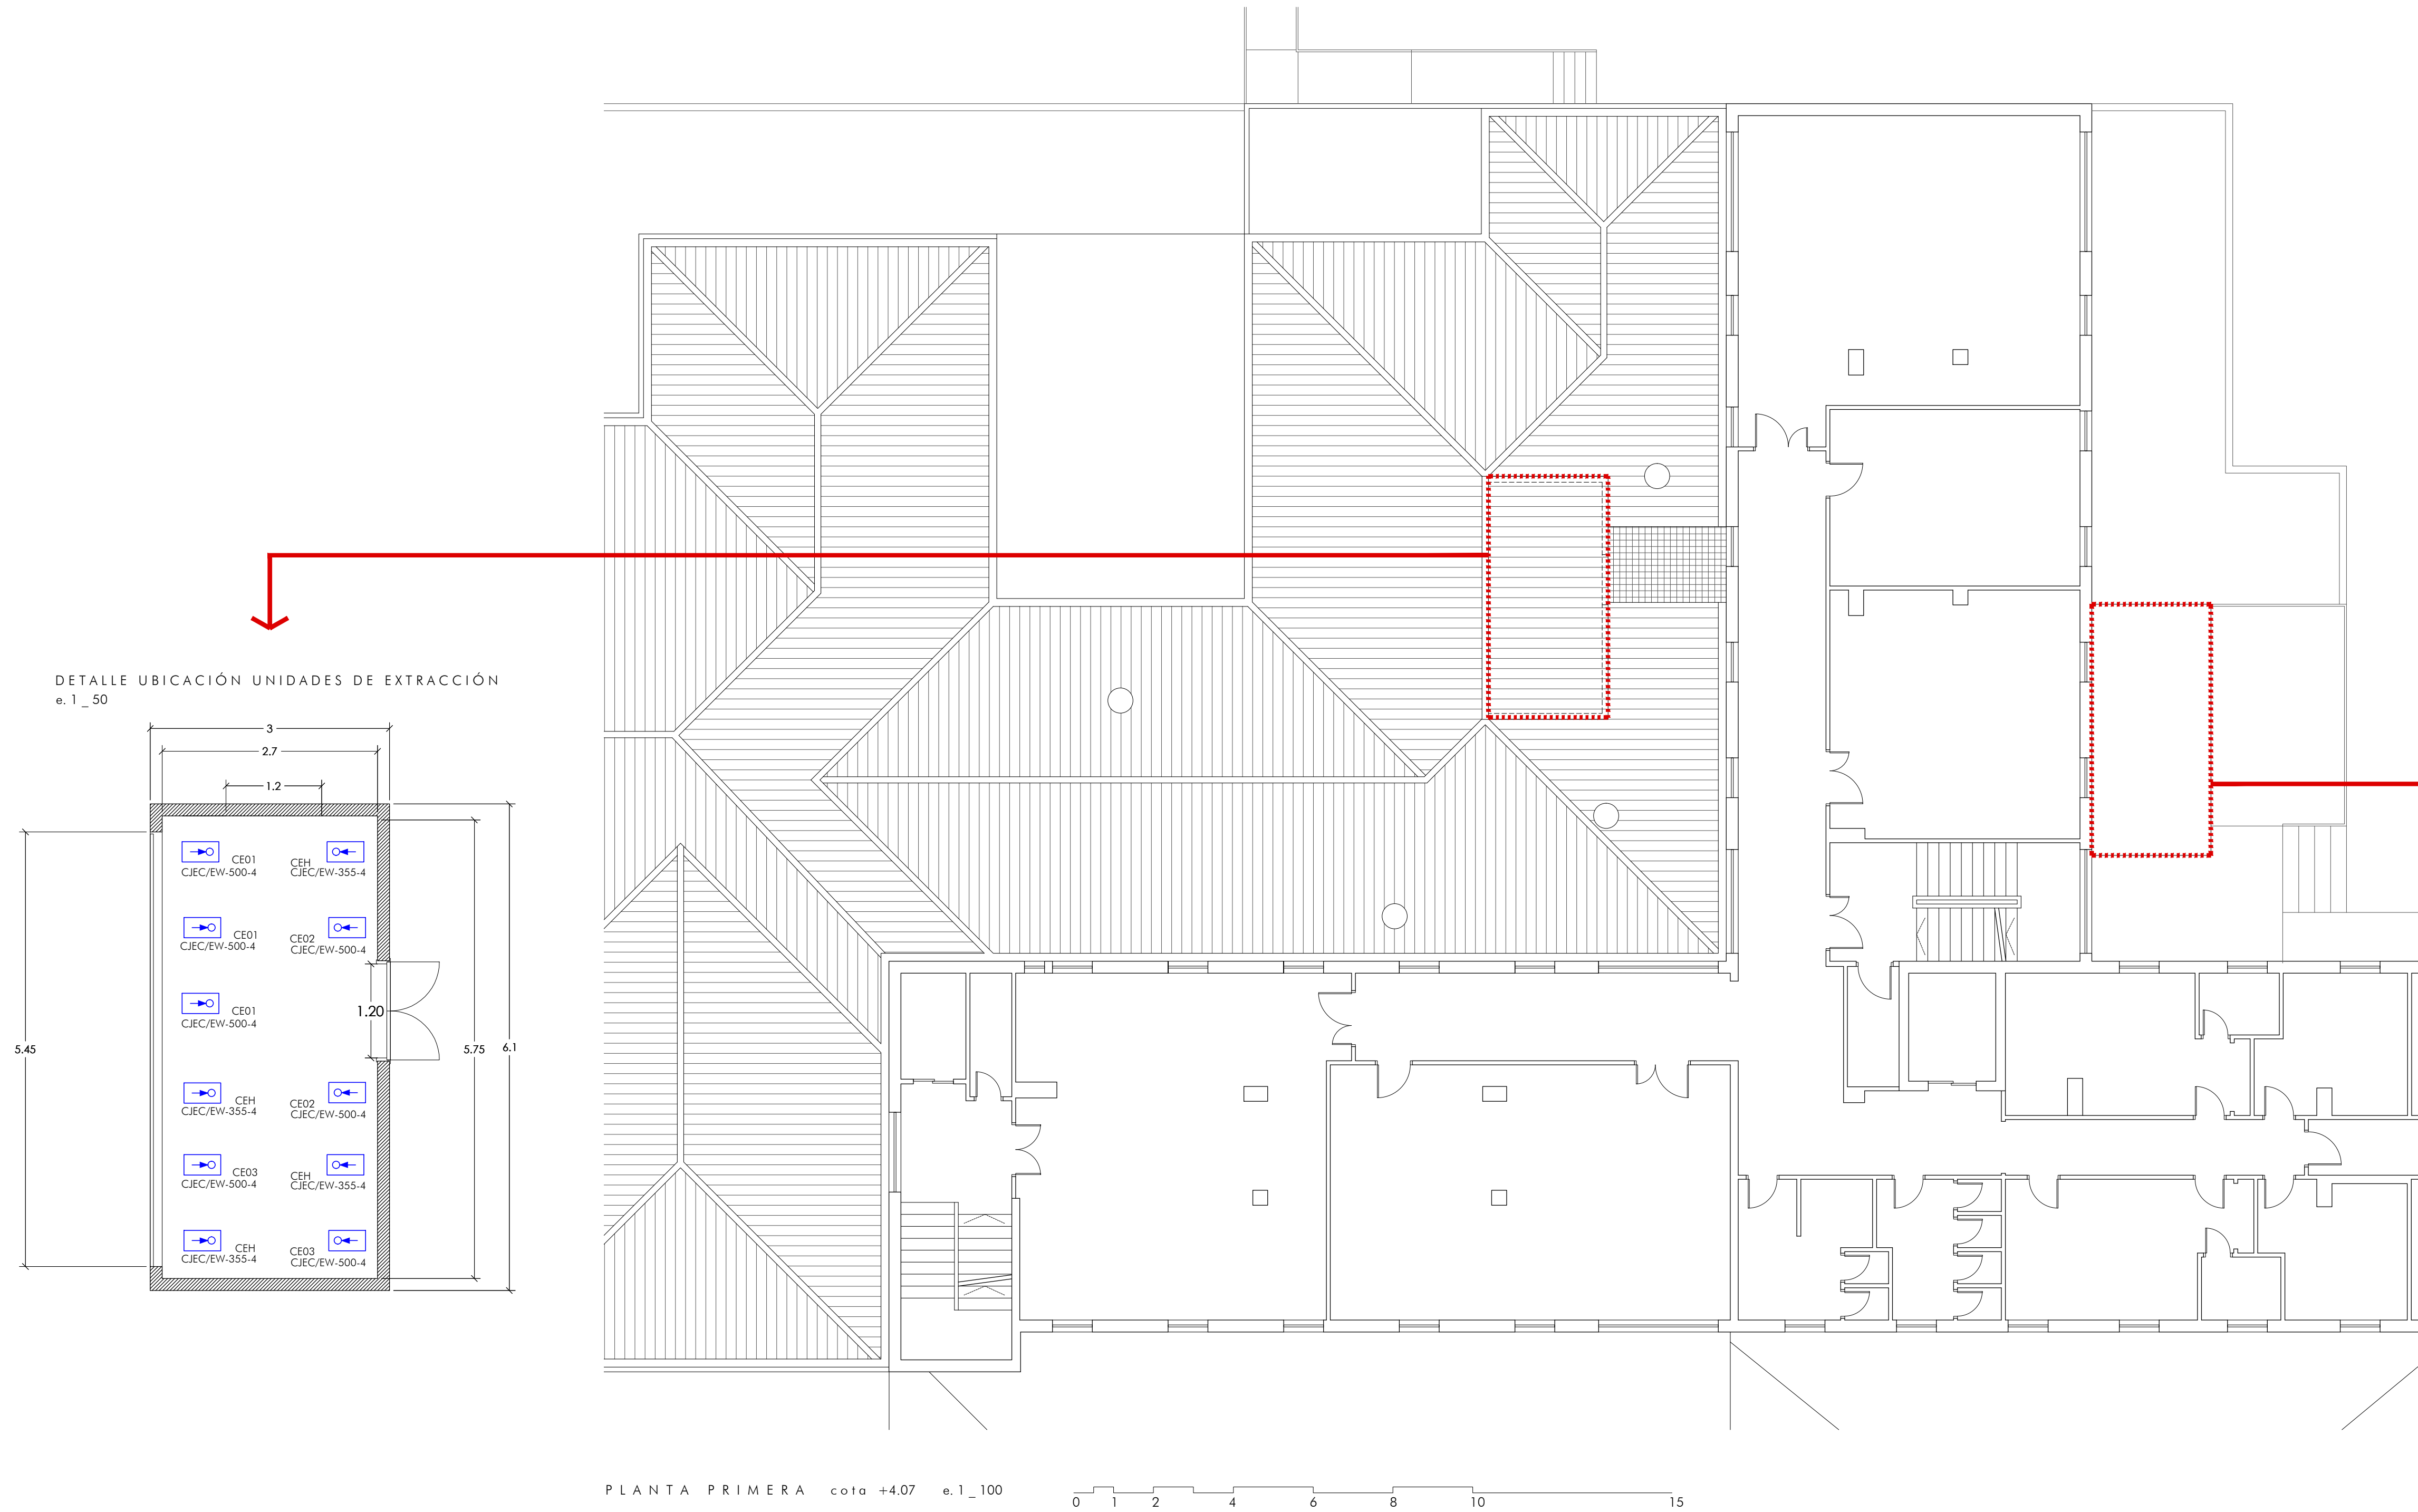 DETALLE UBICACIÓN UNIDADES DE EXTRACCIÓN
e. 1 _ 50
3
2.7
1.2
CE01
CJEC/EW-500-4
CEH
CJEC/EW-355-4
CE01
CJEC/EW-500-4
CE02
CJEC/EW-500-4
CE01
CJEC/EW-500-4
1.20
5.45
5.75
6.1
CEH
CJEC/EW-355-4
CE02
CJEC/EW-500-4
CE03
CJEC/EW-500-4
CEH
CJEC/EW-355-4
CEH
CJEC/EW-355-4
CE03
CJEC/EW-500-4
PLANTA PRIMERA cota +4.07 e. 1 _ 100
0 1 2 4 6 8 10 15